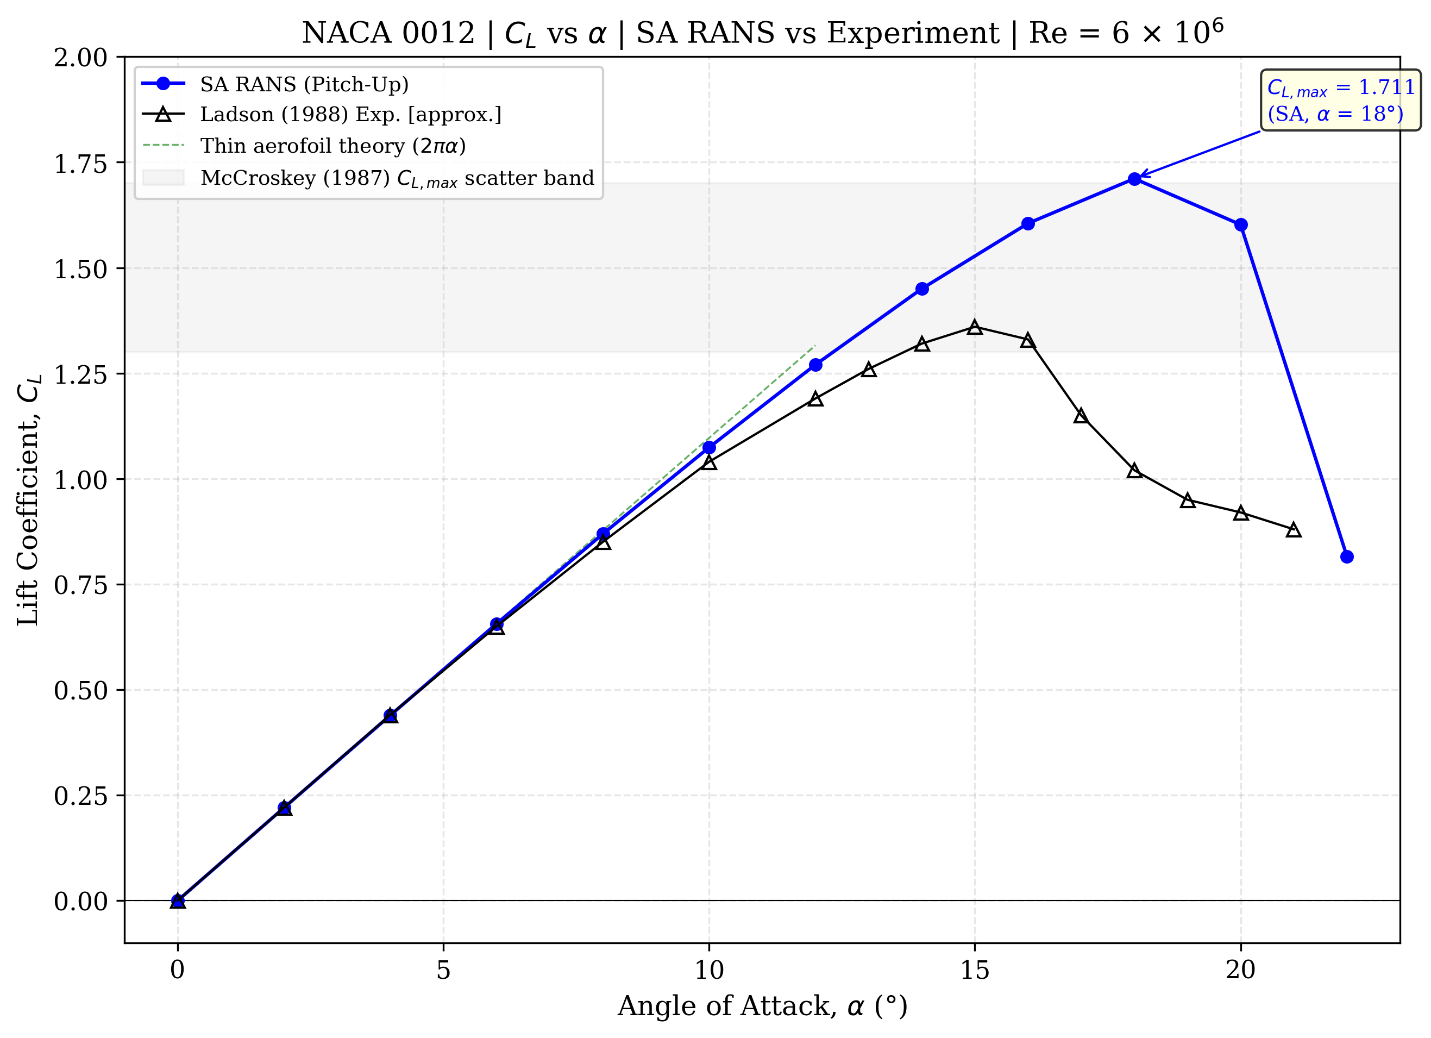 NACA 0012 | C_L vs α | SA RANS vs Experiment | Re = 6 × 10⁶
SA RANS (Pitch-Up)
Ladson (1988) Exp. [approx.]
Thin aerofoil theory (2πα)
McCroskey (1987) C_L,max scatter band
C_L,max = 1.711
(SA, α = 18°)
Lift Coefficient, C_L
2.00
1.75
1.50
1.25
1.00
0.75
0.50
0.25
0.00
0 5 10 15 20
Angle of Attack, α (°)